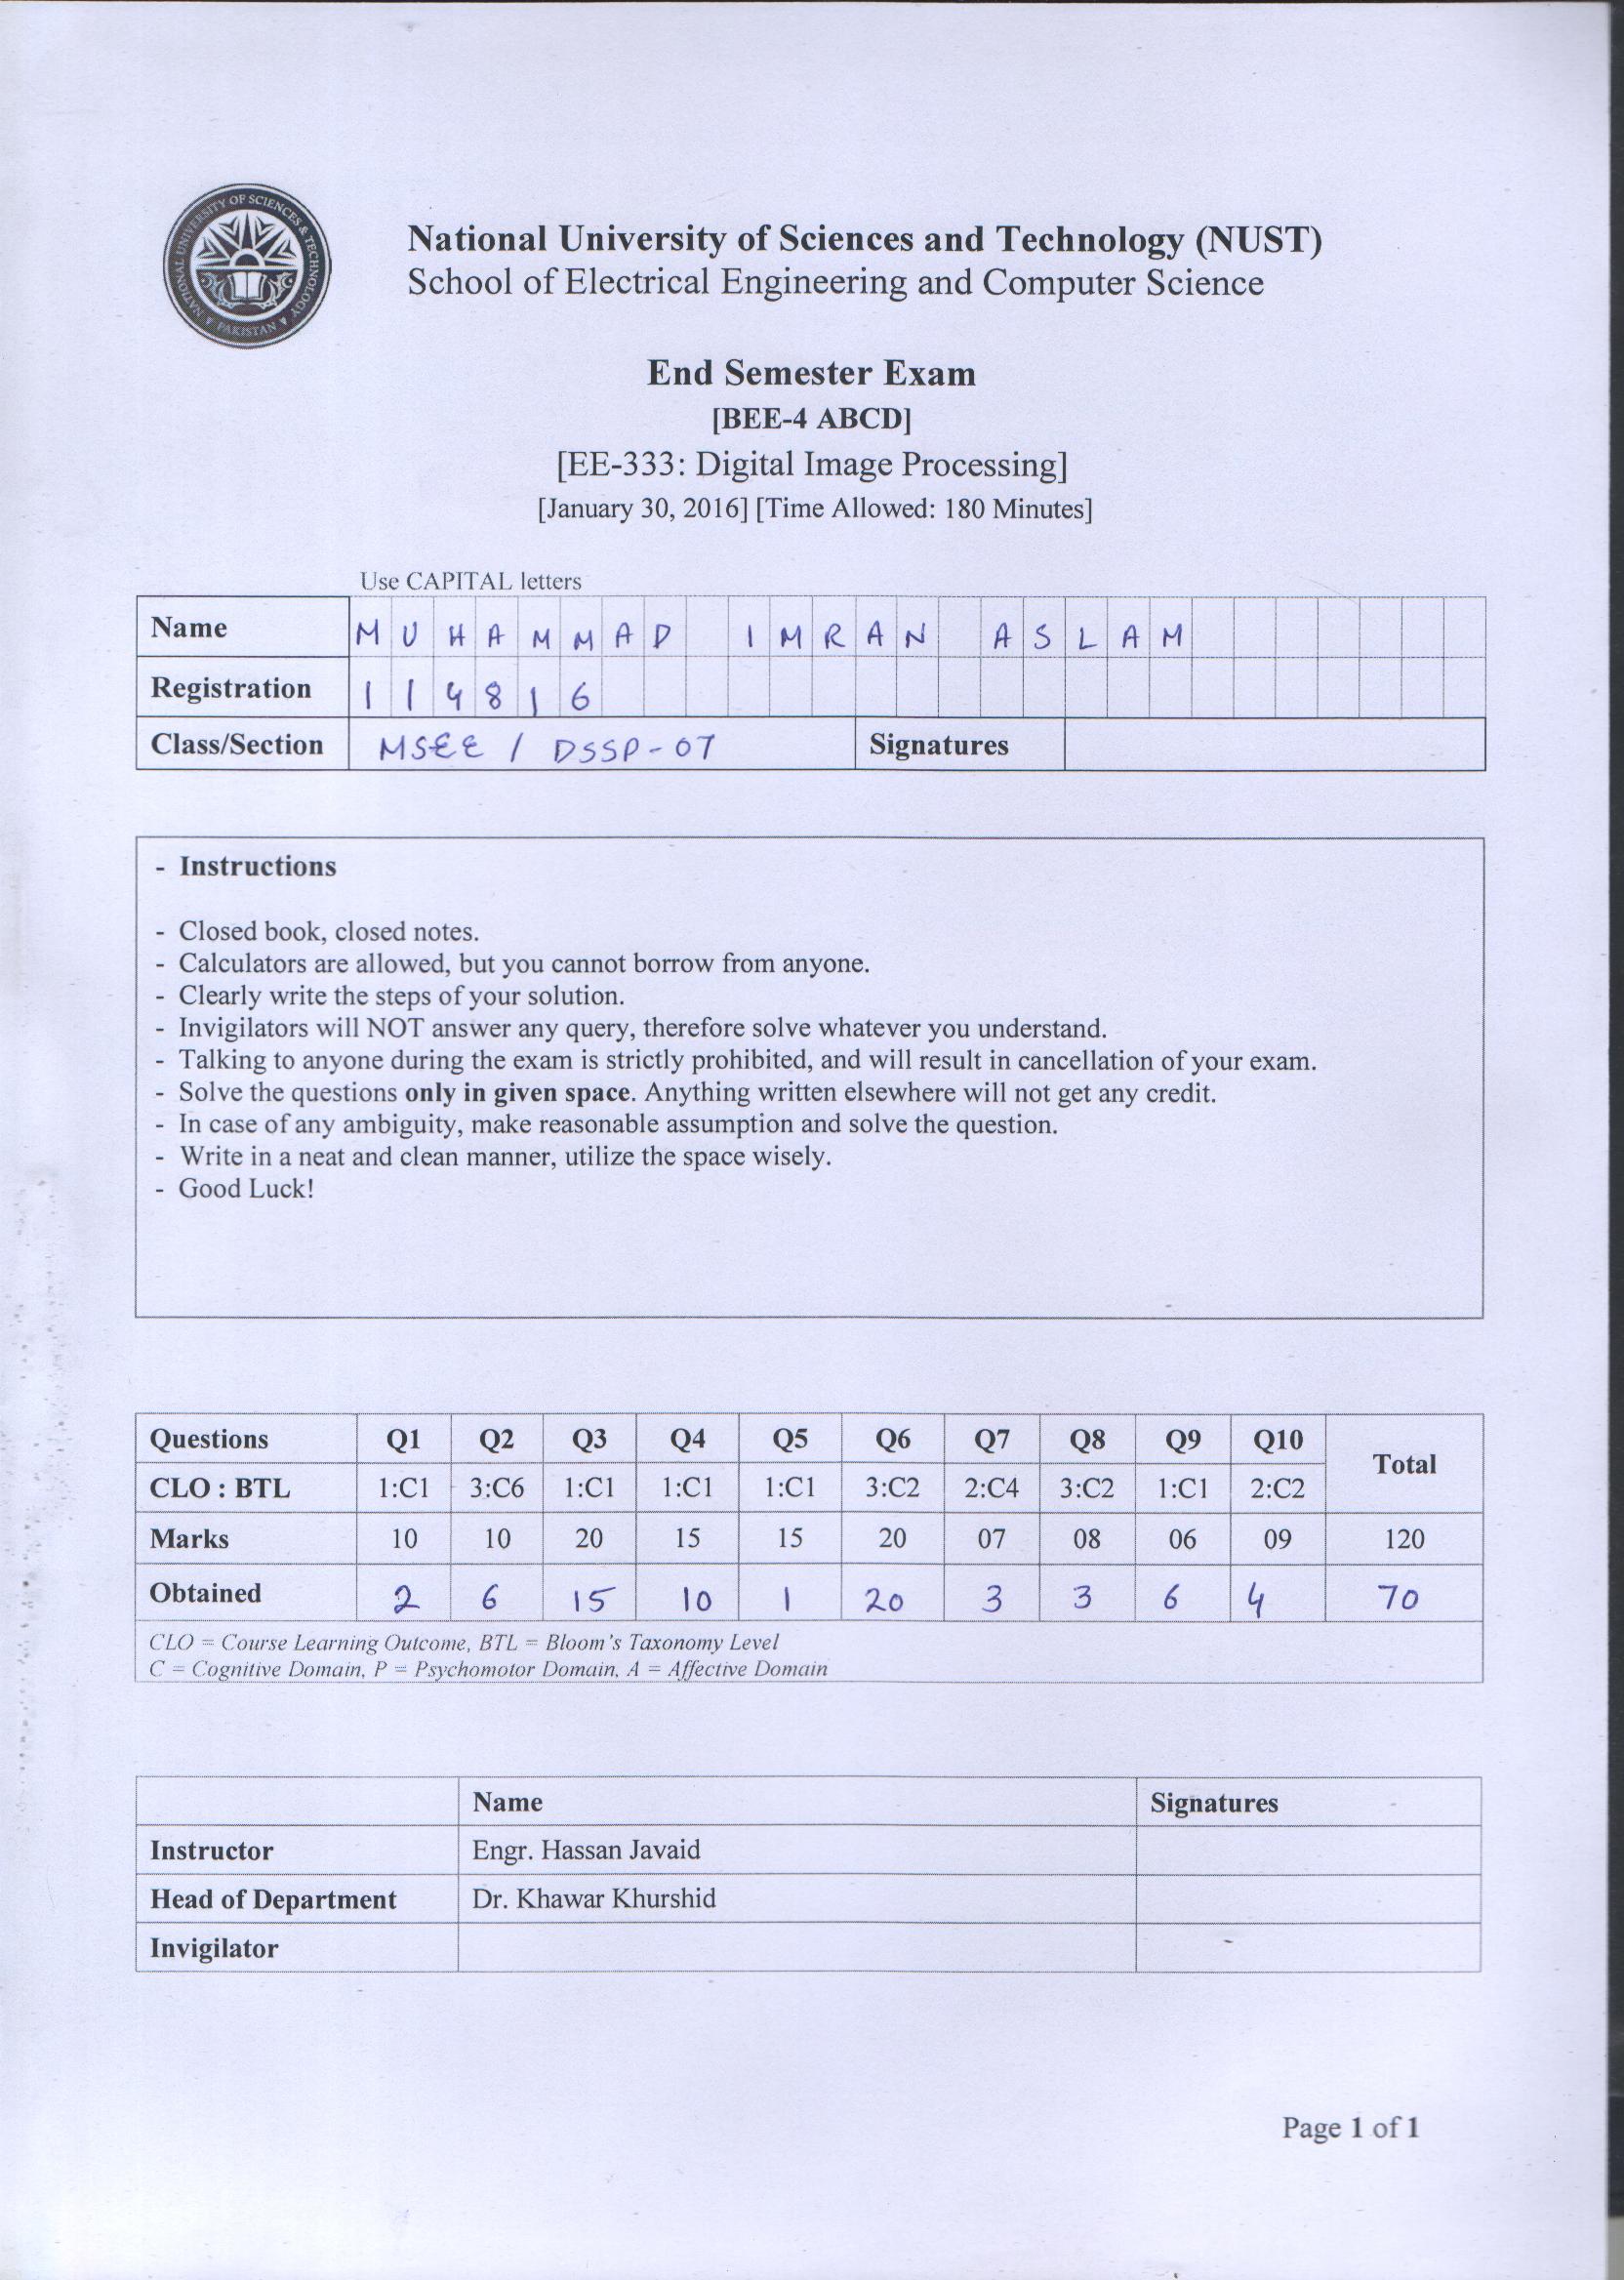 NATIONAL UNIVERSITY OF SCIENCES & TECHNOLOGY
PAKISTAN
National University of Sciences and Technology (NUST)
School of Electrical Engineering and Computer Science
End Semester Exam
[BEE-4 ABCD]
[EE-333: Digital Image Processing]
[January 30, 2016] [Time Allowed: 180 Minutes]
Use CAPITAL letters
Name MUHAMMAD IMRAN ASLAM
Registration 114816
Class/Section MSEE / DSSP-07 Signatures
- Instructions
- Closed book, closed notes.
- Calculators are allowed, but you cannot borrow from anyone.
- Clearly write the steps of your solution.
- Invigilators will NOT answer any query, therefore solve whatever you understand.
- Talking to anyone during the exam is strictly prohibited, and will result in cancellation of your exam.
- Solve the questions only in given space. Anything written elsewhere will not get any credit.
- In case of any ambiguity, make reasonable assumption and solve the question.
- Write in a neat and clean manner, utilize the space wisely.
- Good Luck!
Questions Q1 Q2 Q3 Q4 Q5 Q6 Q7 Q8 Q9 Q10 Total
CLO : BTL 1:C1 3:C6 1:C1 1:C1 1:C1 3:C2 2:C4 3:C2 1:C1 2:C2
Marks 10 10 20 15 15 20 07 08 06 09 120
Obtained 2 6 15 10 1 20 3 3 6 4 70
CLO = Course Learning Outcome, BTL = Bloom's Taxonomy Level
C = Cognitive Domain, P = Psychomotor Domain, A = Affective Domain
Name Signatures
Instructor Engr. Hassan Javaid
Head of Department Dr. Khawar Khurshid
Invigilator
Page 1 of 1